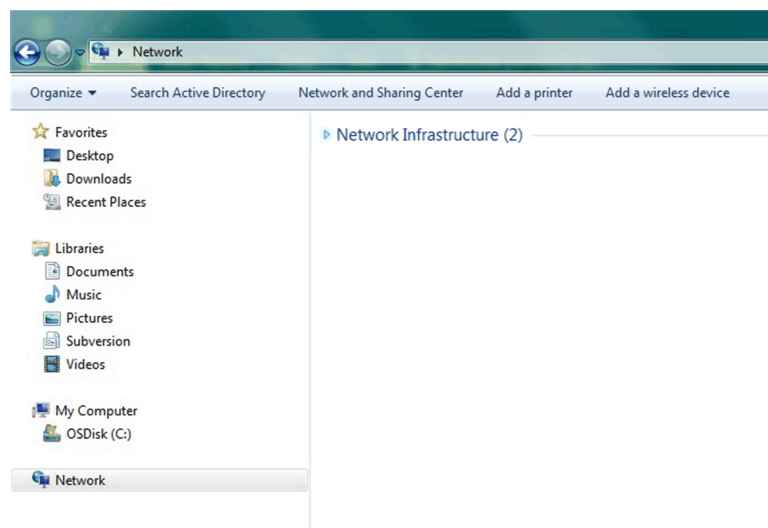 Network
Organize Search Active Directory Network and Sharing Center Add a printer Add a wireless device
Favorites
Desktop
Downloads
Recent Places
Libraries
Documents
Music
Pictures
Subversion
Videos
My Computer
OSDisk (C:)
Network
Network Infrastructure (2)